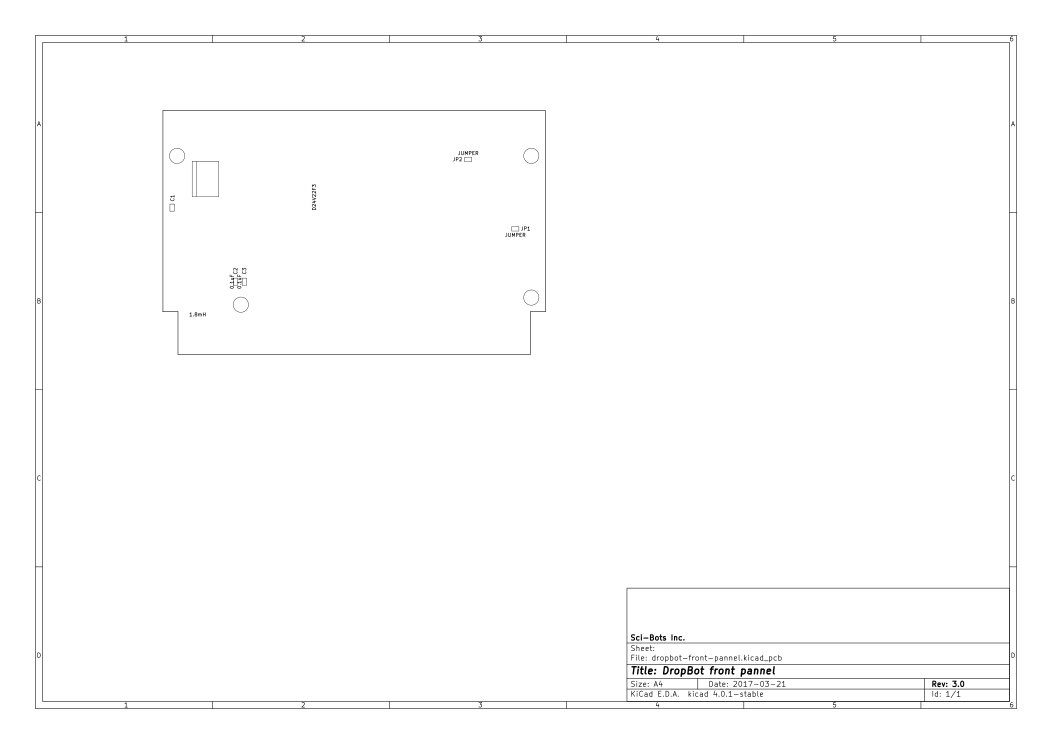 1 2 3 4 5 6
A A
JUMPER
JP2
C1
D24V22F3
JP1
JUMPER
C2 C3
0.1uF
0.1uF
B B
1.8mH
C C
Sci-Bots Inc.
Sheet:
File: dropbot-front-pannel.kicad_pcb
D D
Title: DropBot front pannel
Size: A4 Date: 2017-03-21 Rev: 3.0
KiCad E.D.A. kicad 4.0.1-stable Id: 1/1
1 2 3 4 5 6